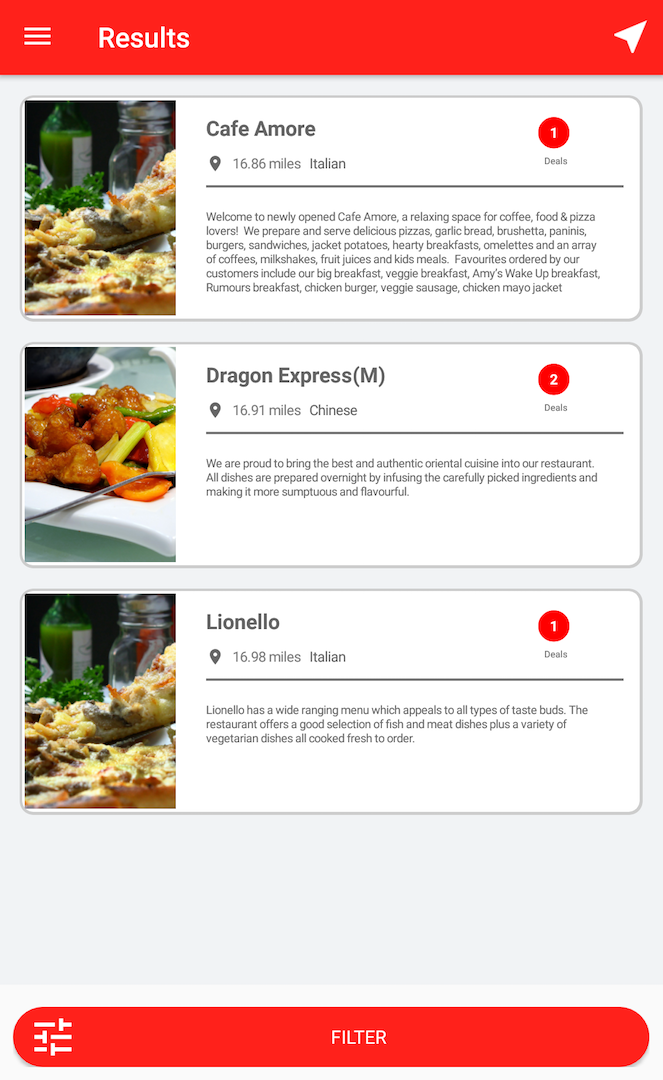 Results
Cafe Amore
1
16.86 miles Italian
Deals
Welcome to newly opened Cafe Amore, a relaxing space for coffee, food & pizza
lovers!  We prepare and serve delicious pizzas, garlic bread, brushetta, paninis,
burgers, sandwiches, jacket potatoes, hearty breakfasts, omelettes and an array
of coffees, milkshakes, fruit juices and kids meals.  Favourites ordered by our
customers include our big breakfast, veggie breakfast, Amy's Wake Up breakfast,
Rumours breakfast, chicken burger, veggie sausage, chicken mayo jacket
Dragon Express(M)
2
16.91 miles Chinese
Deals
We are proud to bring the best and authentic oriental cuisine into our restaurant.
All dishes are prepared overnight by infusing the carefully picked ingredients and
making it more sumptuous and flavourful.
Lionello
1
16.98 miles Italian
Deals
Lionello has a wide ranging menu which appeals to all types of taste buds. The
restaurant offers a good selection of fish and meat dishes plus a variety of
vegetarian dishes all cooked fresh to order.
FILTER